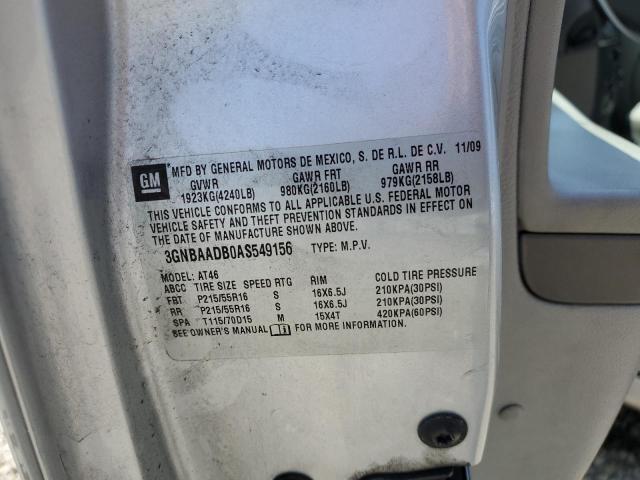 GM
*MFD BY GENERAL MOTORS DE MEXICO, S. DE R.L. DE C.V. 11/09
GVWR GAWR FRT GAWR RR
1923KG(4240LB) 980KG(2160LB) 979KG(2158LB)
THIS VEHICLE CONFORMS TO ALL APPLICABLE U.S. FEDERAL MOTOR
VEHICLE SAFETY AND THEFT PREVENTION STANDARDS IN EFFECT ON
THE DATE OF MANUFACTURE SHOWN ABOVE.
3GNBAADB0AS549156 TYPE: M.P.V.
MODEL: AT46
ABCC TIRE SIZE SPEED RTG RIM COLD TIRE PRESSURE
FRT P215/55R16 S 16X6.5J 210KPA(30PSI)
RR P215/55R16 S 16X6.5J 210KPA(30PSI)
SPA T115/70D15 M 15X4T 420KPA(60PSI)
SEE OWNER'S MANUAL FOR MORE INFORMATION.